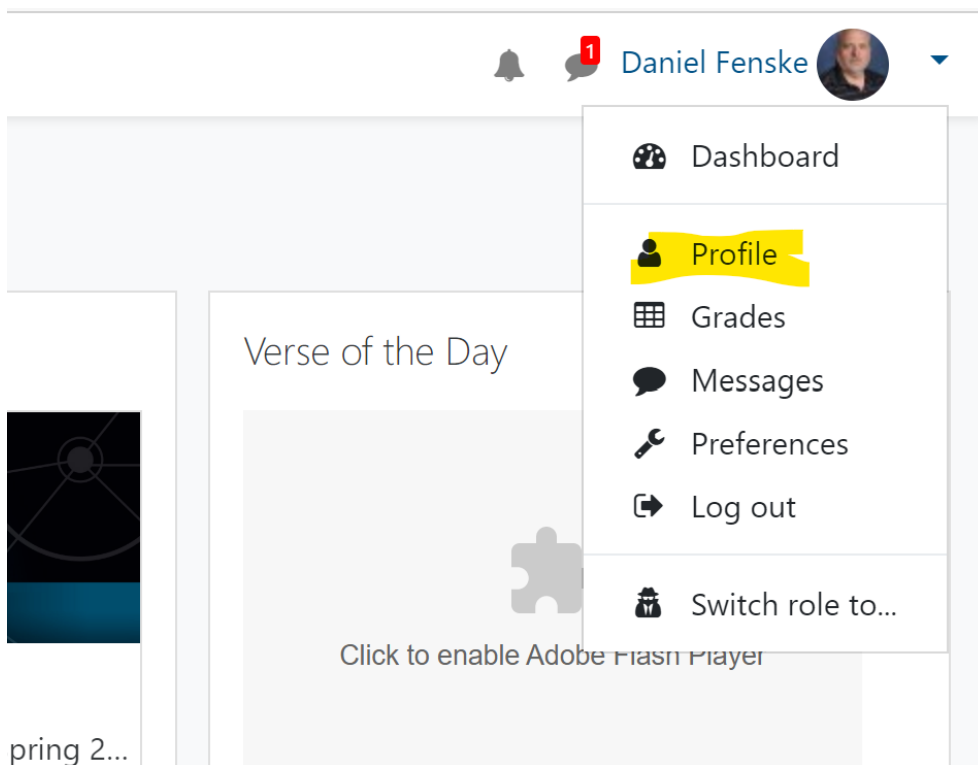 1
Daniel Fenske
Dashboard
Profile
Grades
Verse of the Day
Messages
Preferences
Log out
Switch role to...
Click to enable Adobe Flash Player
pring 2...